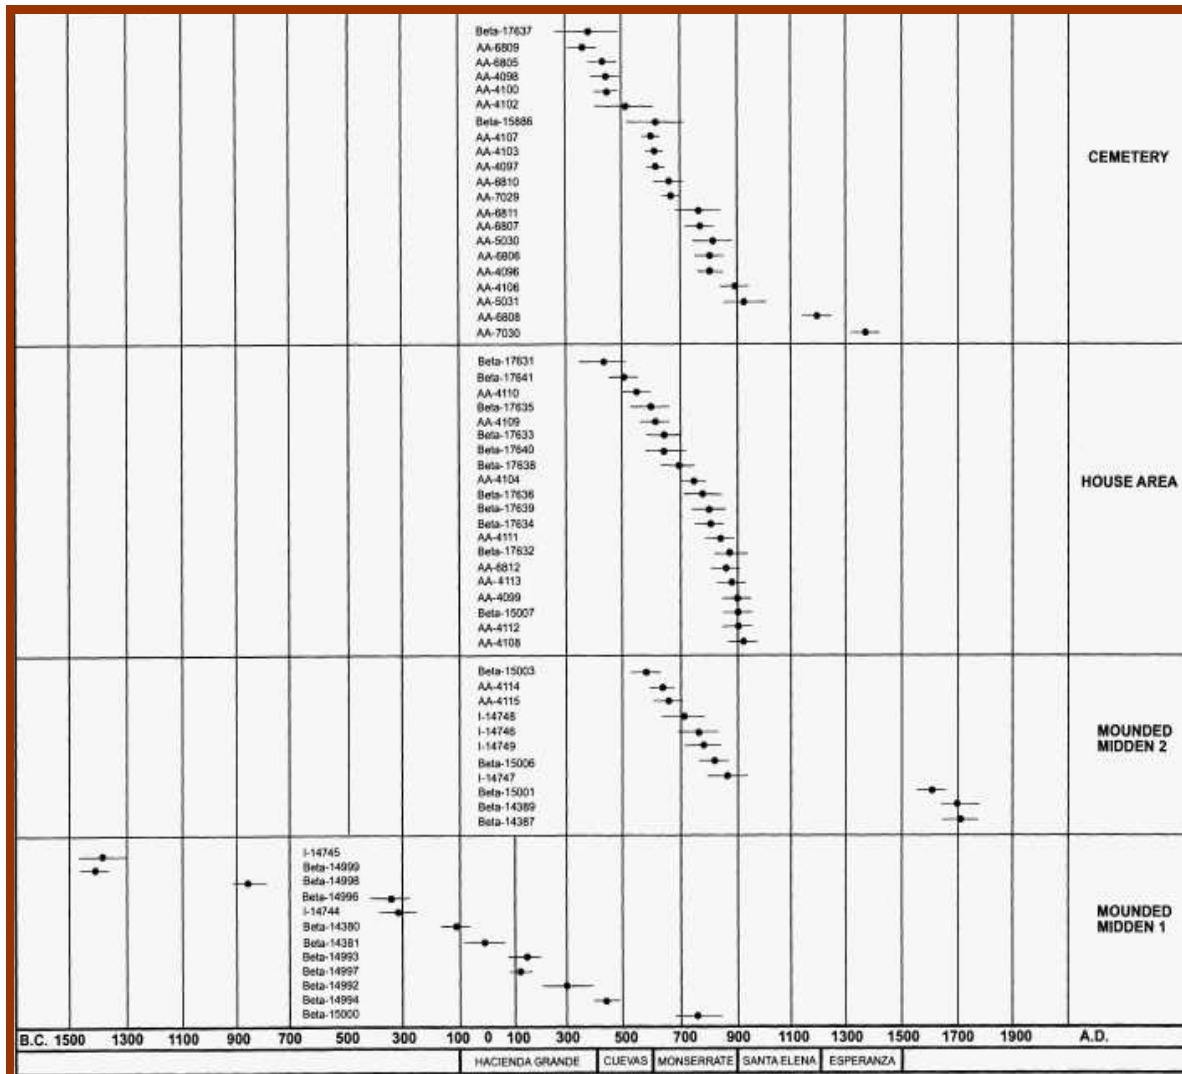 Beta-17637
AA-6809
AA-6805
AA-4098
AA-4100
AA-4102
Beta-15886
AA-4107
AA-4103
AA-4097
AA-6810
AA-7029
AA-6811
AA-6807
AA-5030
AA-6806
AA-4096
AA-4106
AA-5031
AA-6808
AA-7030
CEMETERY
Beta-17631
Beta-17641
AA-4110
Beta-17635
AA-4109
Beta-17633
Beta-17640
Beta-17638
AA-4104
Beta-17636
Beta-17639
Beta-17634
AA-4111
Beta-17632
AA-6812
AA-4113
AA-4099
Beta-15007
AA-4112
AA-4108
HOUSE AREA
Beta-15003
AA-4114
AA-4115
I-14748
I-14746
I-14749
Beta-15006
I-14747
Beta-15001
Beta-14389
Beta-14387
MOUNDED
MIDDEN 2
I-14745
Beta-14999
Beta-14998
Beta-14996
I-14744
Beta-14380
Beta-14381
Beta-14993
Beta-14997
Beta-14992
Beta-14994
Beta-15000
MOUNDED
MIDDEN 1
B.C. 1500 1300 1100 900 700 500 300 100 0 100 300 500 700 900 1100 1300 1500 1700 1900 A.D.
HACIENDA GRANDE CUEVAS MONSERRATE SANTA ELENA ESPERANZA